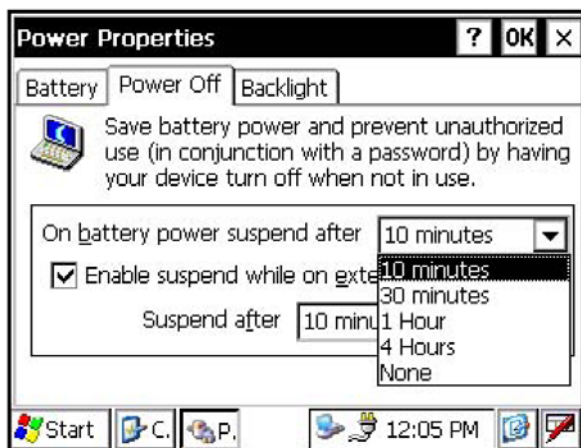 Power Properties ? OK ×
Battery Power Off Backlight
Save battery power and prevent unauthorized
use (in conjunction with a password) by having
your device turn off when not in use.
On battery power suspend after 10 minutes
Enable suspend while on
10 minutes
30 minutes
Suspend after 10
1 Hour
4 Hours
None
Start C. P. 12:05 PM